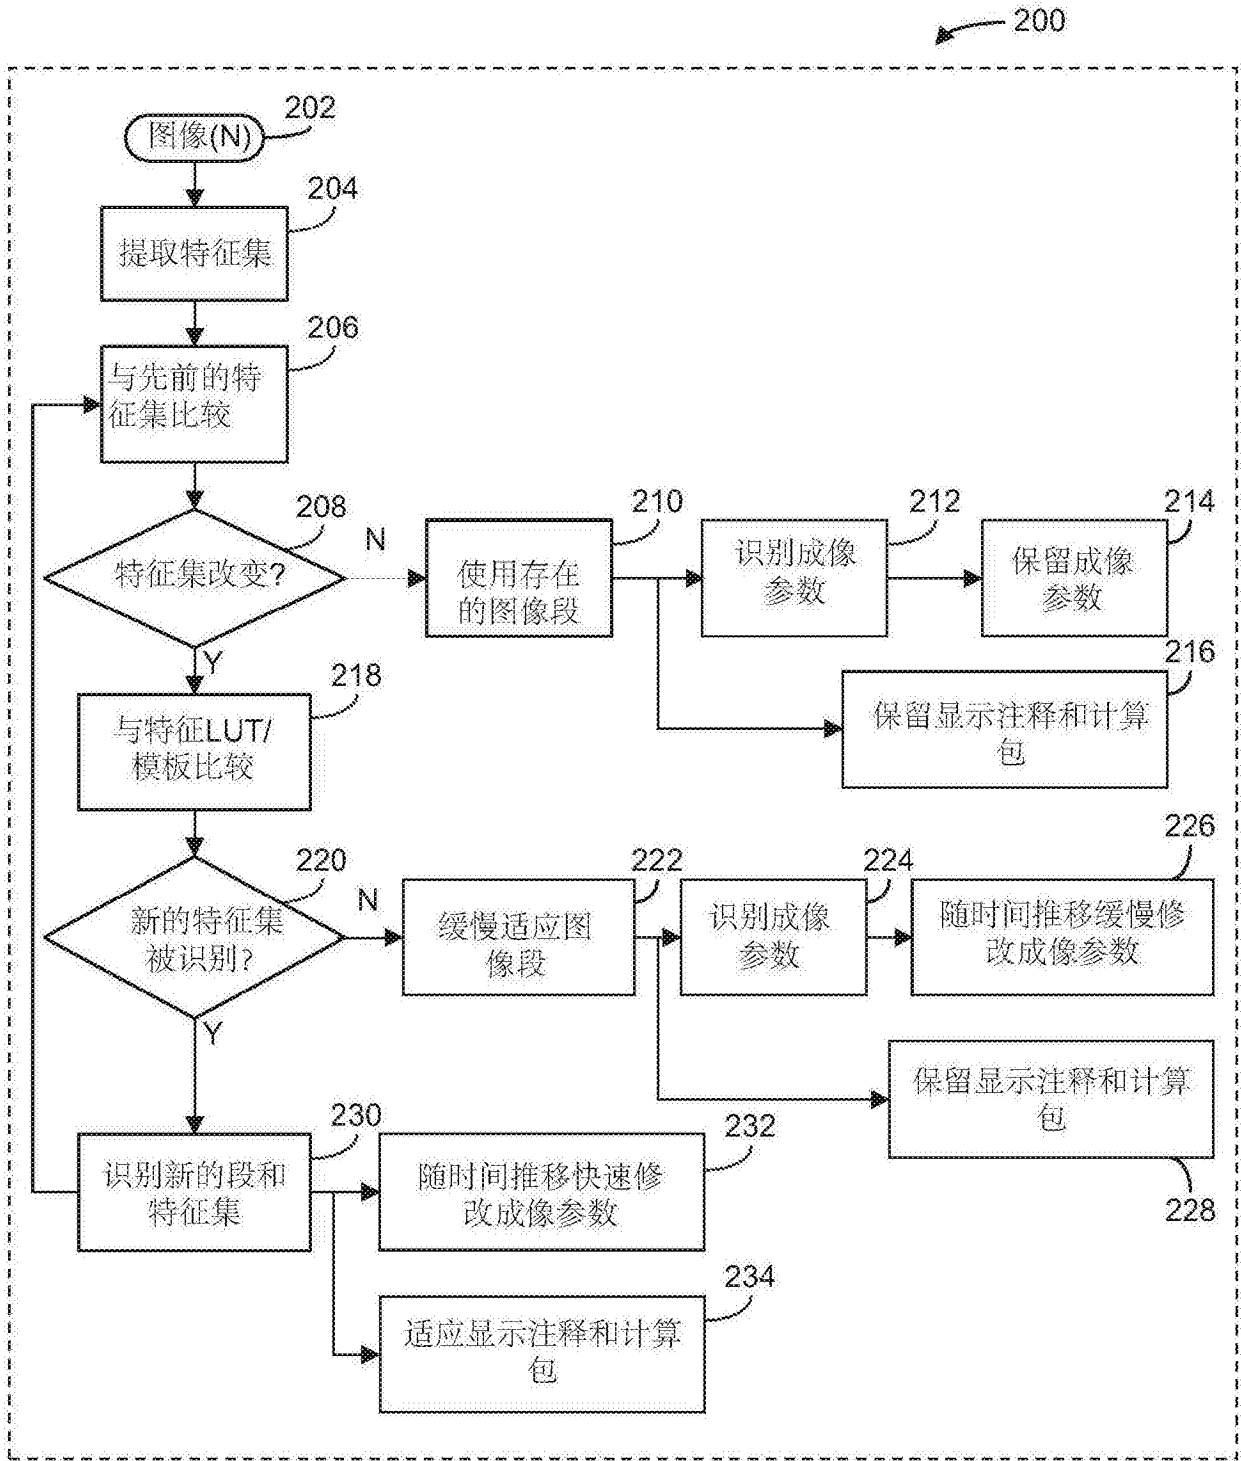 200
202
图像(N)
204
提取特征集
206
与先前的特
征集比较
208
特征集改变?
N
Y
210
使用存在
的图像段
212
识别成像
参数
214
保留成像
参数
216
保留显示注释和计算
包
218
与特征LUT/
模板比较
220
新的特征集
被识别?
N
Y
222
缓慢适应图
像段
224
识别成像
参数
226
随时间推移缓慢修
改成像参数
保留显示注释和计算
包
228
230
识别新的段和
特征集
232
随时间推移快速修
改成像参数
234
适应显示注释和计算
包